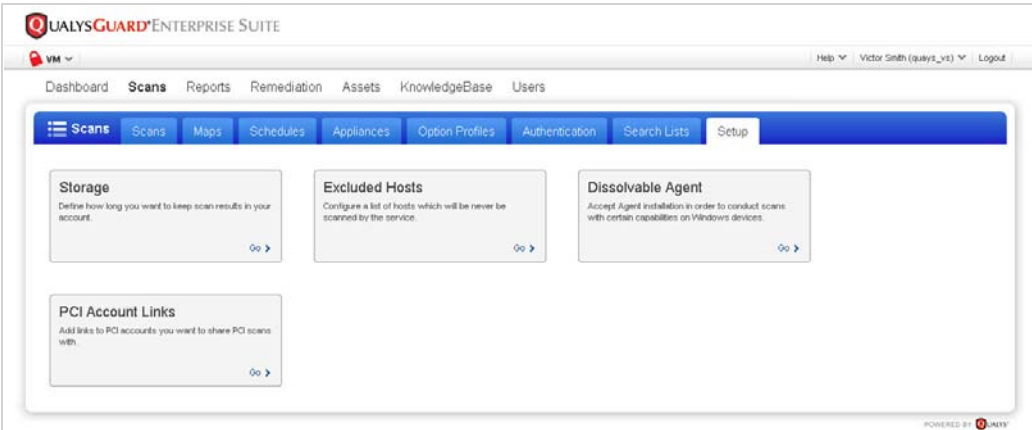 QUALYSGUARD® ENTERPRISE SUITE
VM
Help Victor Smith (quays_vs) Logout
Dashboard Scans Reports Remediation Assets KnowledgeBase Users
Scans Scans Maps Schedules Appliances Option Profiles Authentication Search Lists Setup
Storage
Define how long you want to keep scan results in your
account.
Go
Excluded Hosts
Configure a list of hosts which will be never be
scanned by the service.
Go
Dissolvable Agent
Accept Agent installation in order to conduct scans
with certain capabilities on Windows devices.
Go
PCI Account Links
Add links to PCI accounts you want to share PCI scans
with.
Go
POWERED BY QUALYS®